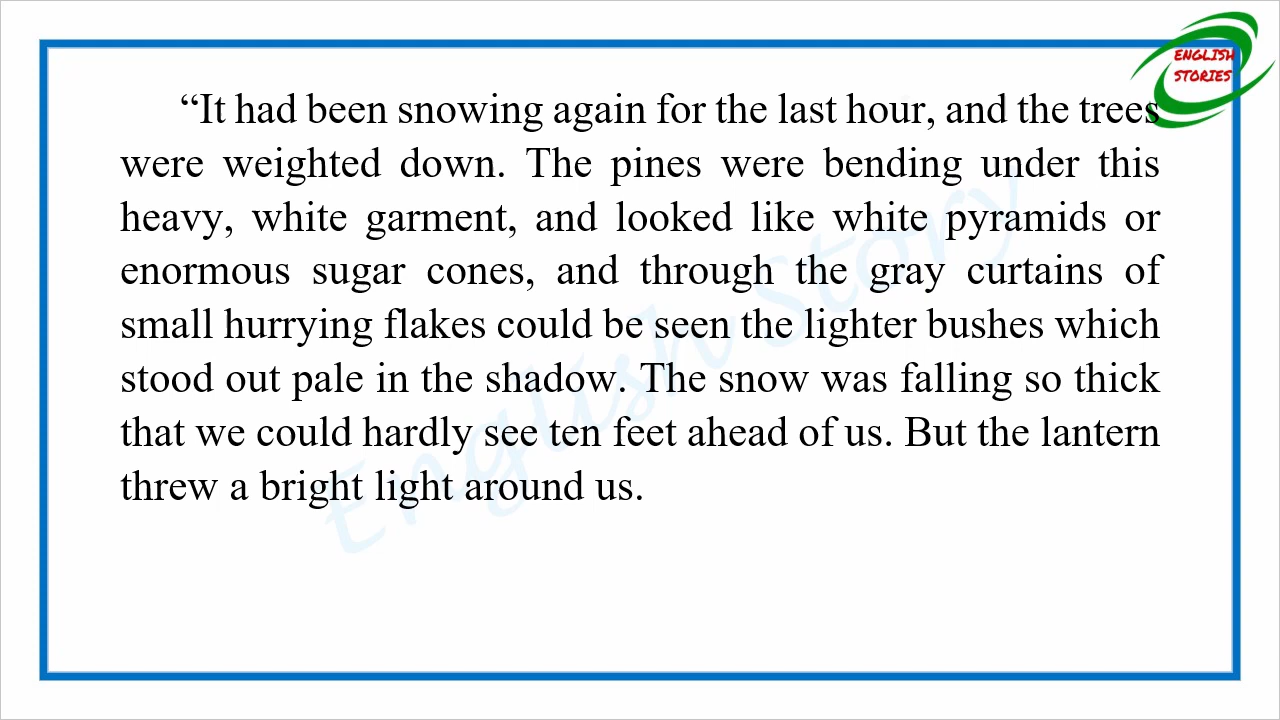 ENGLISH
STORIES
“It had been snowing again for the last hour, and the trees
were weighted down. The pines were bending under this
heavy, white garment, and looked like white pyramids or
enormous sugar cones, and through the gray curtains of
small hurrying flakes could be seen the lighter bushes which
stood out pale in the shadow. The snow was falling so thick
that we could hardly see ten feet ahead of us. But the lantern
threw a bright light around us.
English Story